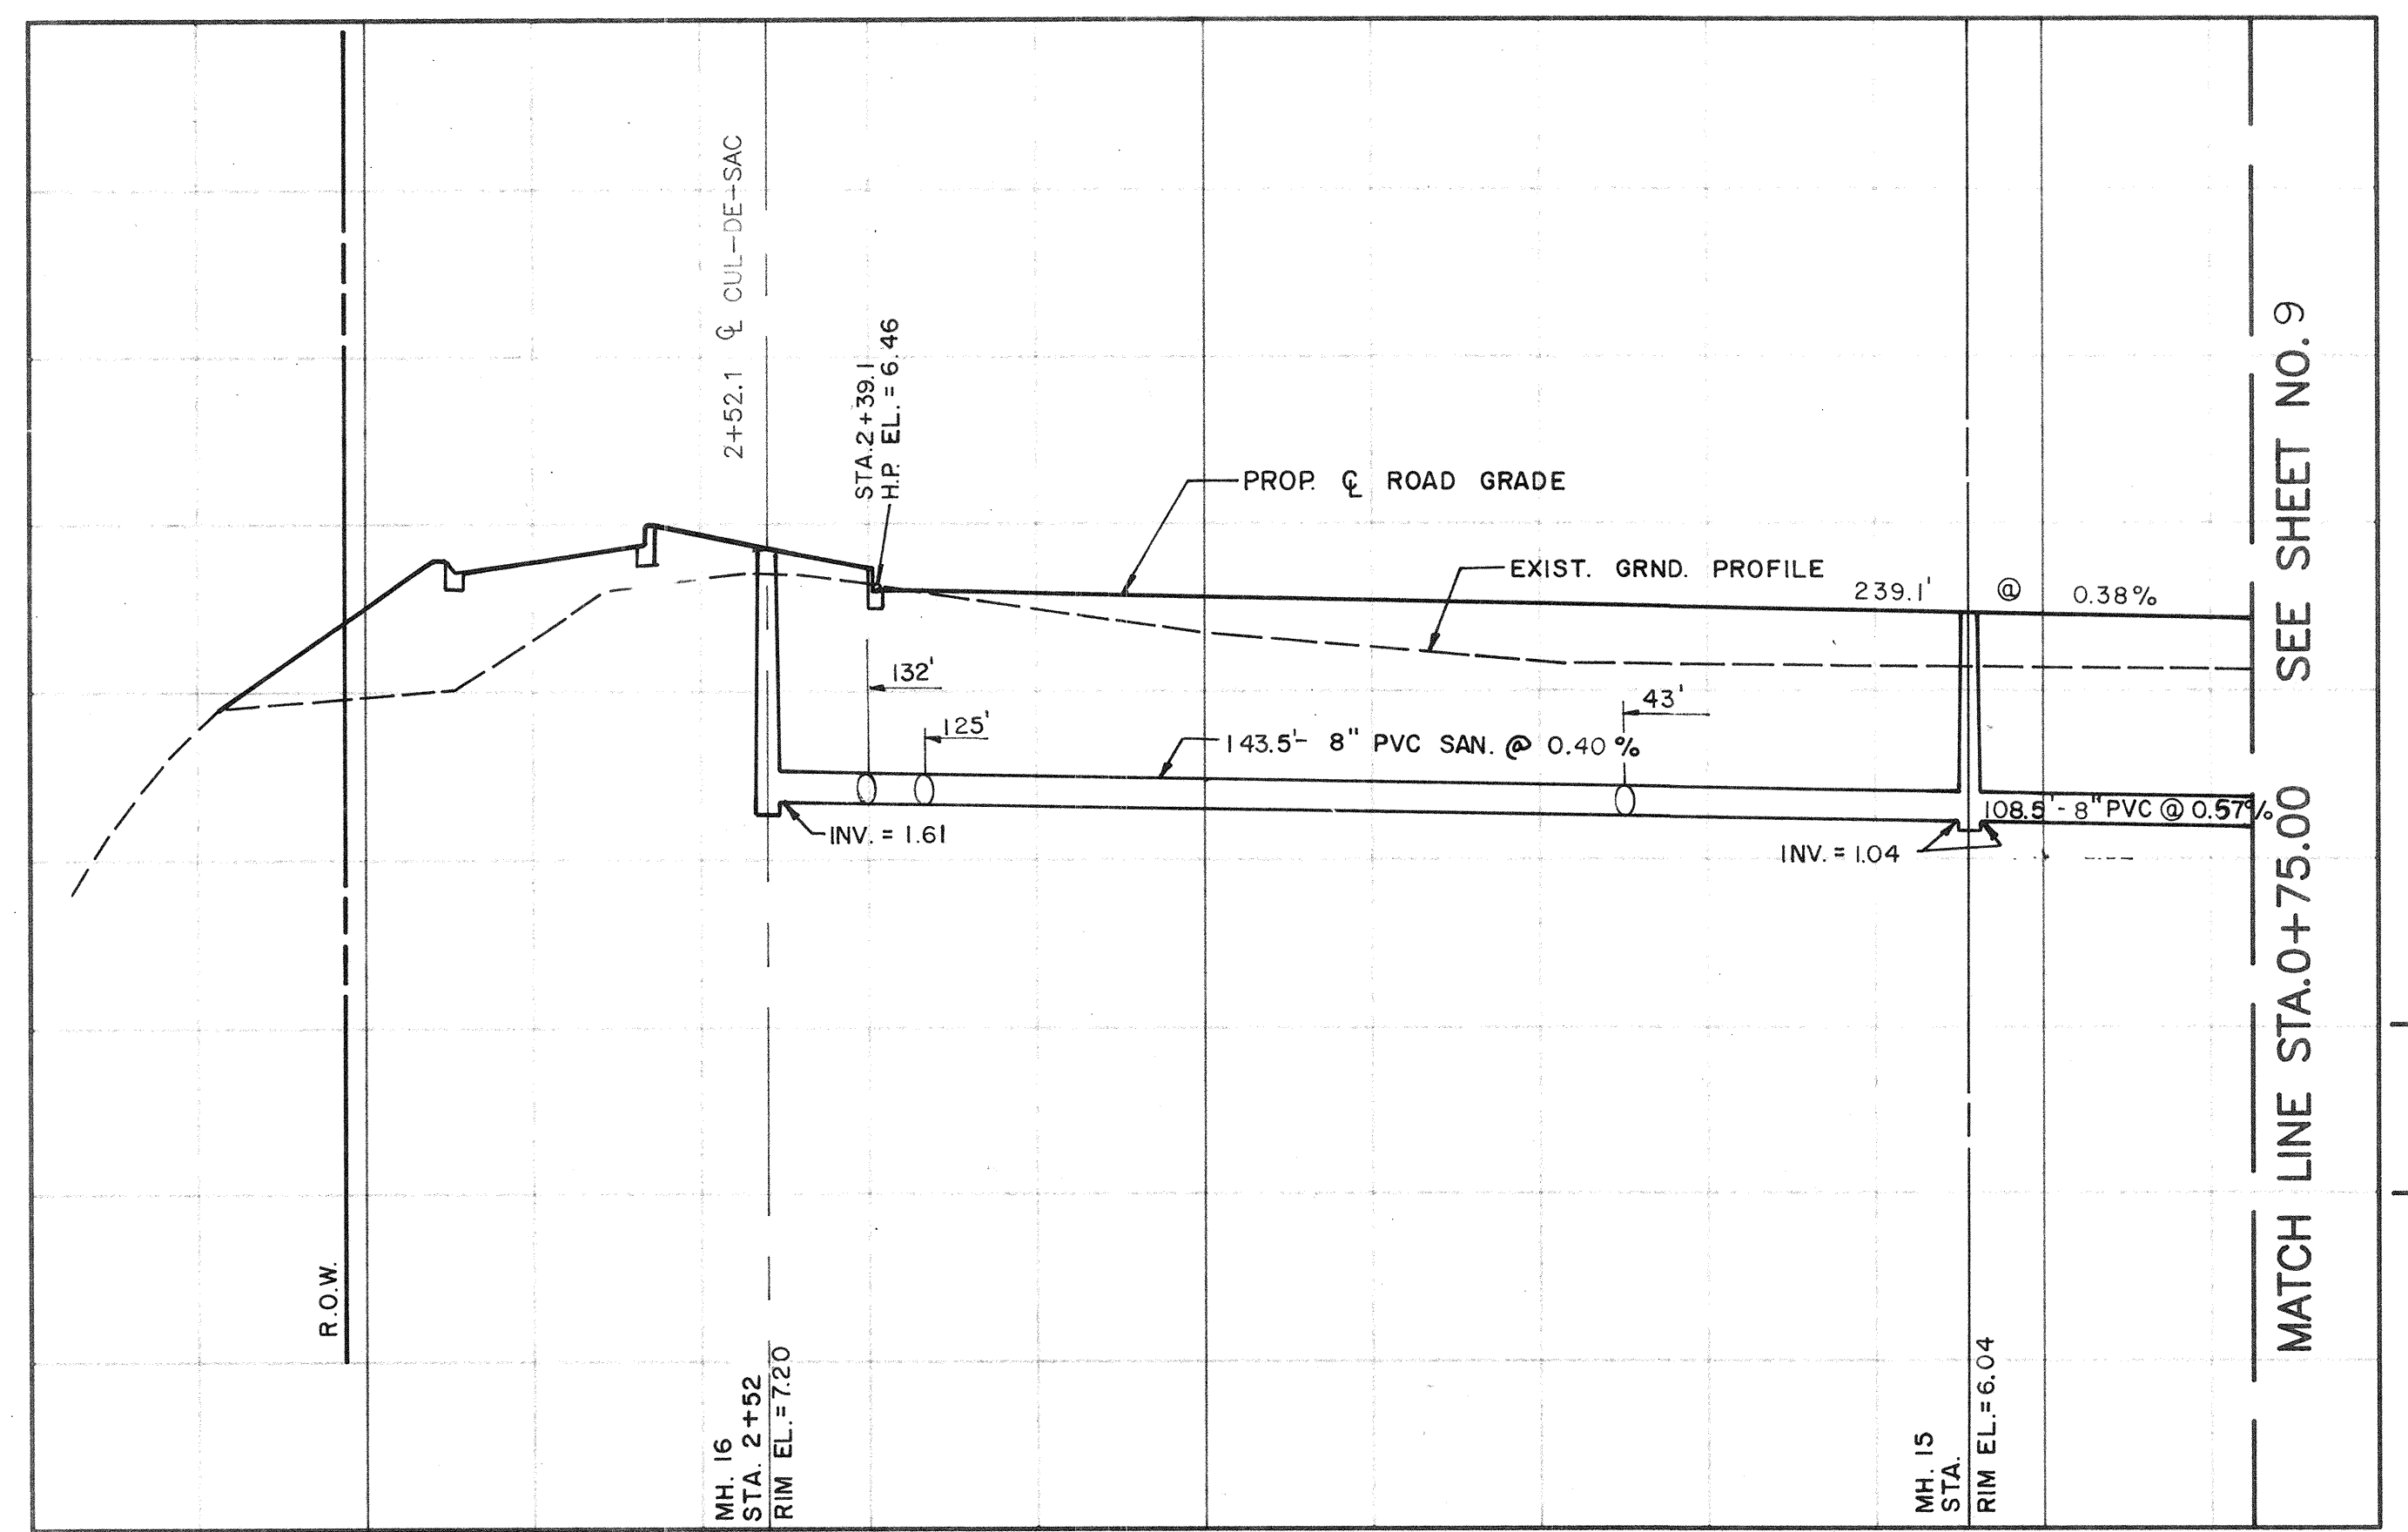 2+52.1 ℄ CUL-DE-SAC
STA.2+39.1
H.P. EL. = 6.46
PROP. ℄ ROAD GRADE
EXIST. GRND. PROFILE
239.1' @ 0.38%
132'
125'
43'
143.5'- 8" PVC SAN. @ 0.40 %
INV. = 1.61
108.5'- 8" PVC @ 0.57%
INV. = 1.04
R.O.W.
MH. 16
STA. 2+52
RIM EL.= 7.20
MH. 15
STA.
RIM EL.= 6.04
MATCH LINE STA.0+75.00 SEE SHEET NO. 9